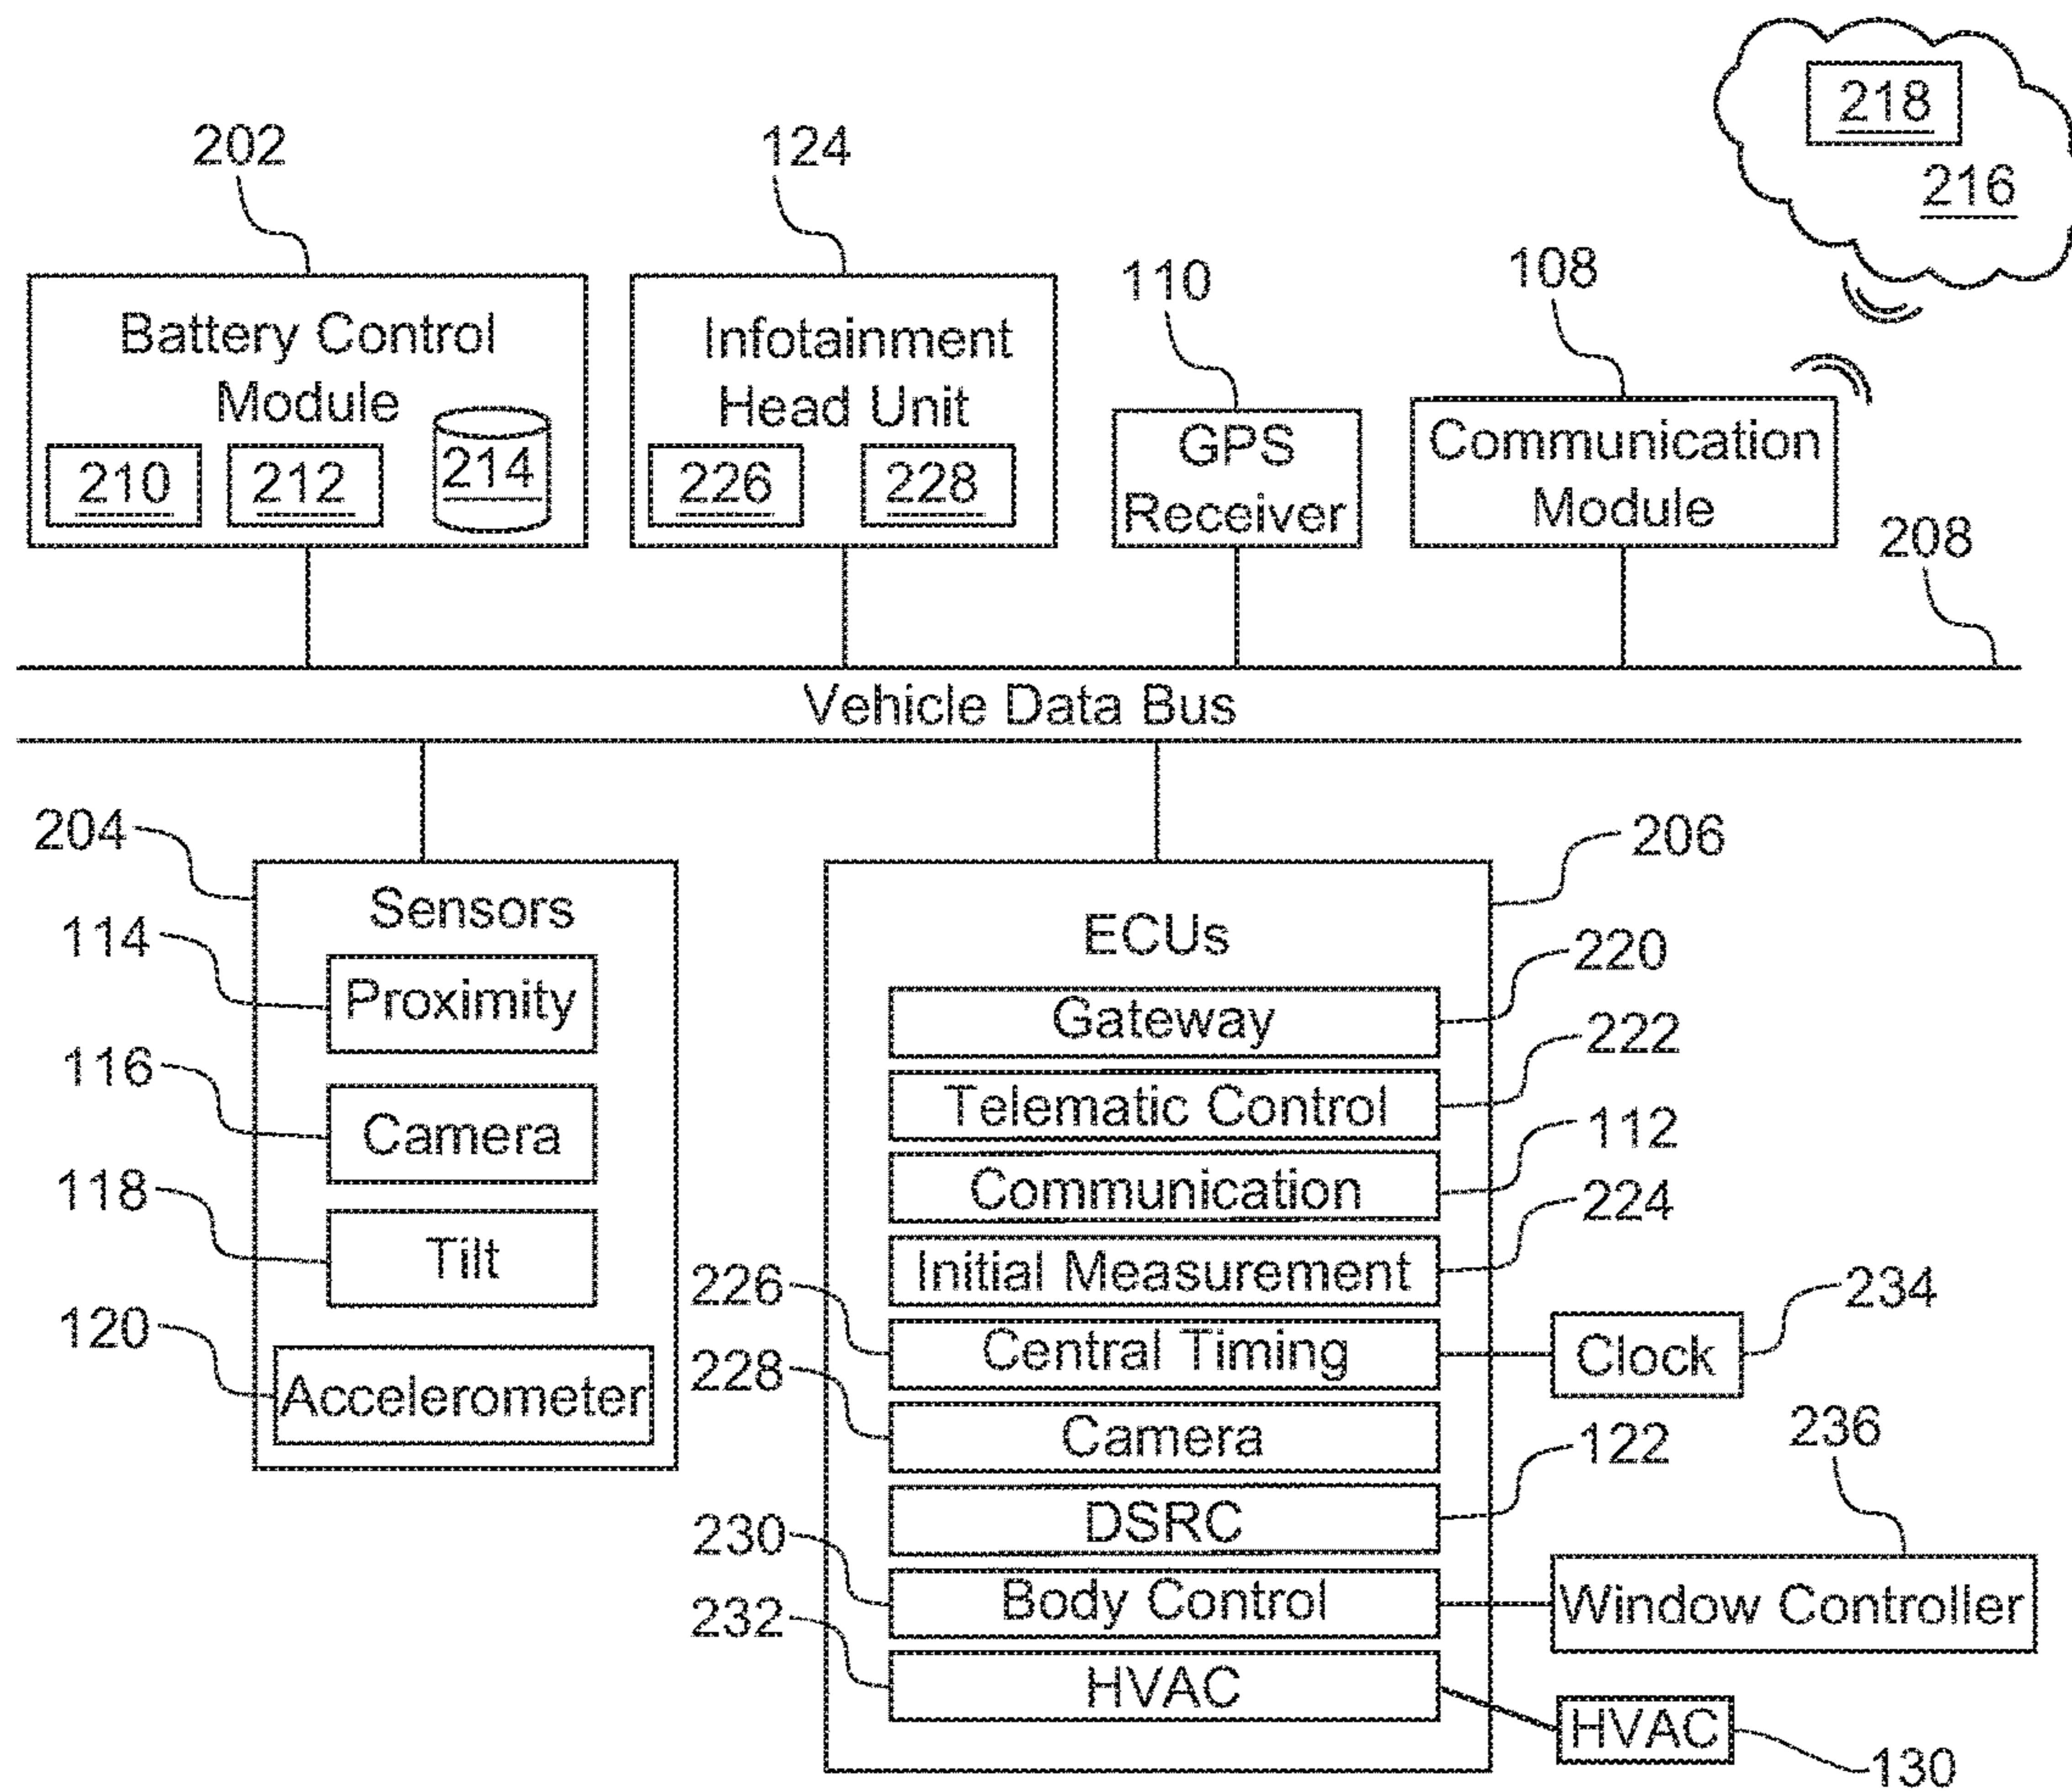 218
216
202
124
110
108
Battery Control
Module
210
212
214
Infotainment
Head Unit
226
228
GPS
Receiver
Communication
Module
208
Vehicle Data Bus
204
Sensors
114
Proximity
116
Camera
118
Tilt
120
Accelerometer
206
ECUs
Gateway
220
Telematic Control
222
Communication
112
Initial Measurement
224
226
Central Timing
Clock
234
228
Camera
DSRC
122
230
Body Control
Window Controller
236
232
HVAC
HVAC
130